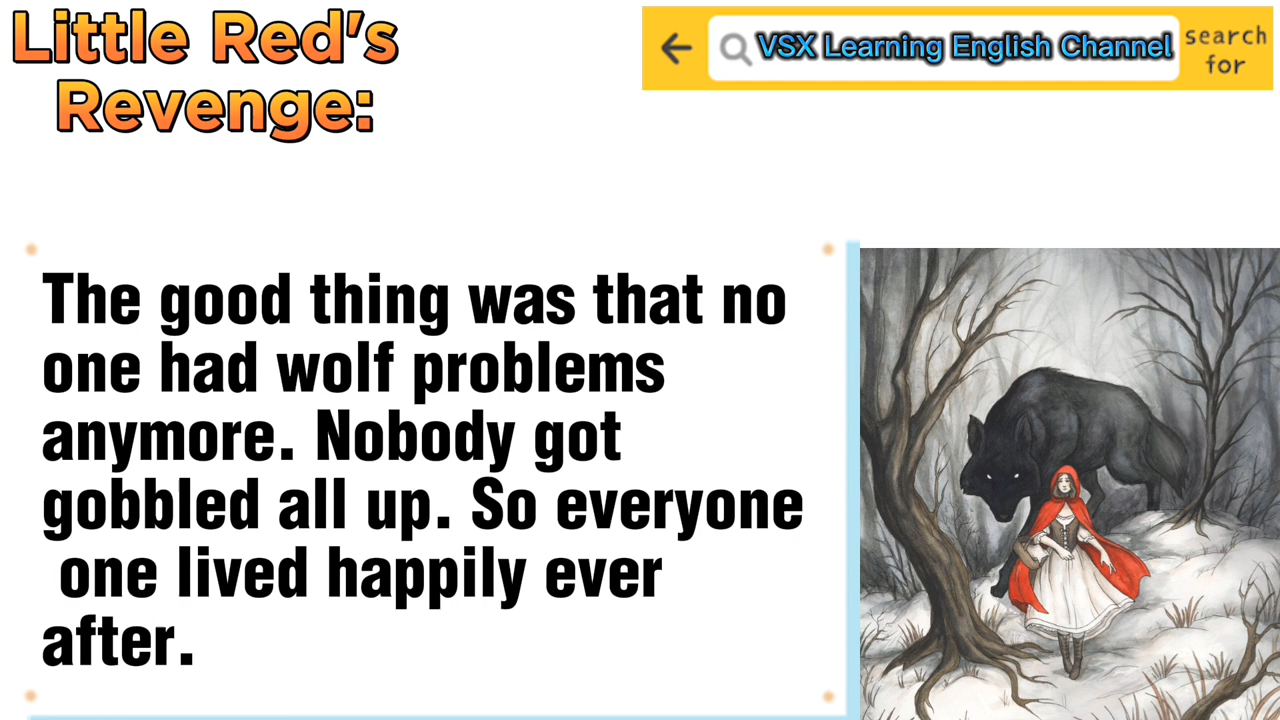 Little Red's
Revenge:
VSX Learning English Channel
search
for
The good thing was that no
one had wolf problems
anymore. Nobody got
gobbled all up. So everyone
one lived happily ever
after.